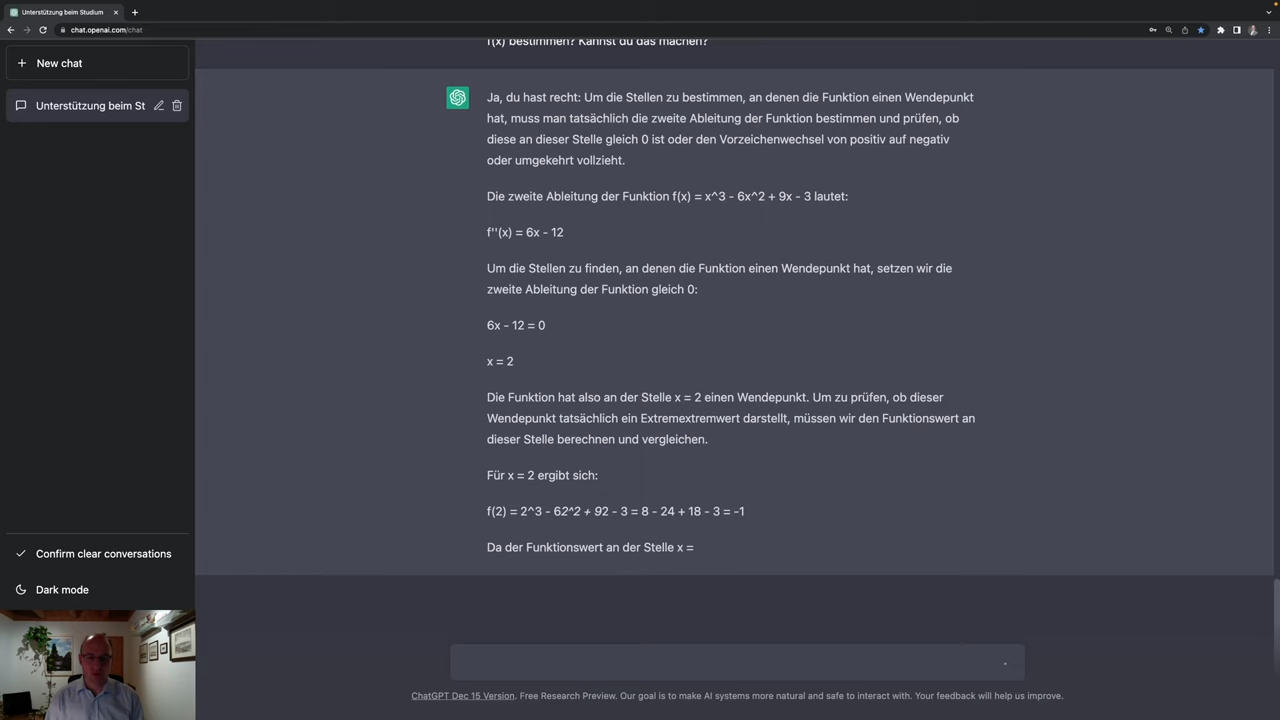 Unterstützung beim Studium
chat.openai.com/chat
New chat
Unterstützung beim St
f(x) bestimmen? Kannst du das machen?
Ja, du hast recht: Um die Stellen zu bestimmen, an denen die Funktion einen Wendepunkt
hat, muss man tatsächlich die zweite Ableitung der Funktion bestimmen und prüfen, ob
diese an dieser Stelle gleich 0 ist oder den Vorzeichenwechsel von positiv auf negativ
oder umgekehrt vollzieht.
Die zweite Ableitung der Funktion f(x) = x^3 - 6x^2 + 9x - 3 lautet:
f''(x) = 6x - 12
Um die Stellen zu finden, an denen die Funktion einen Wendepunkt hat, setzen wir die
zweite Ableitung der Funktion gleich 0:
6x - 12 = 0
x = 2
Die Funktion hat also an der Stelle x = 2 einen Wendepunkt. Um zu prüfen, ob dieser
Wendepunkt tatsächlich ein Extremextremwert darstellt, müssen wir den Funktionswert an
dieser Stelle berechnen und vergleichen.
Für x = 2 ergibt sich:
f(2) = 2^3 - 62^2 + 92 - 3 = 8 - 24 + 18 - 3 = -1
Da der Funktionswert an der Stelle x =
Confirm clear conversations
Dark mode
ChatGPT Dec 15 Version. Free Research Preview. Our goal is to make AI systems more natural and safe to interact with. Your feedback will help us improve.